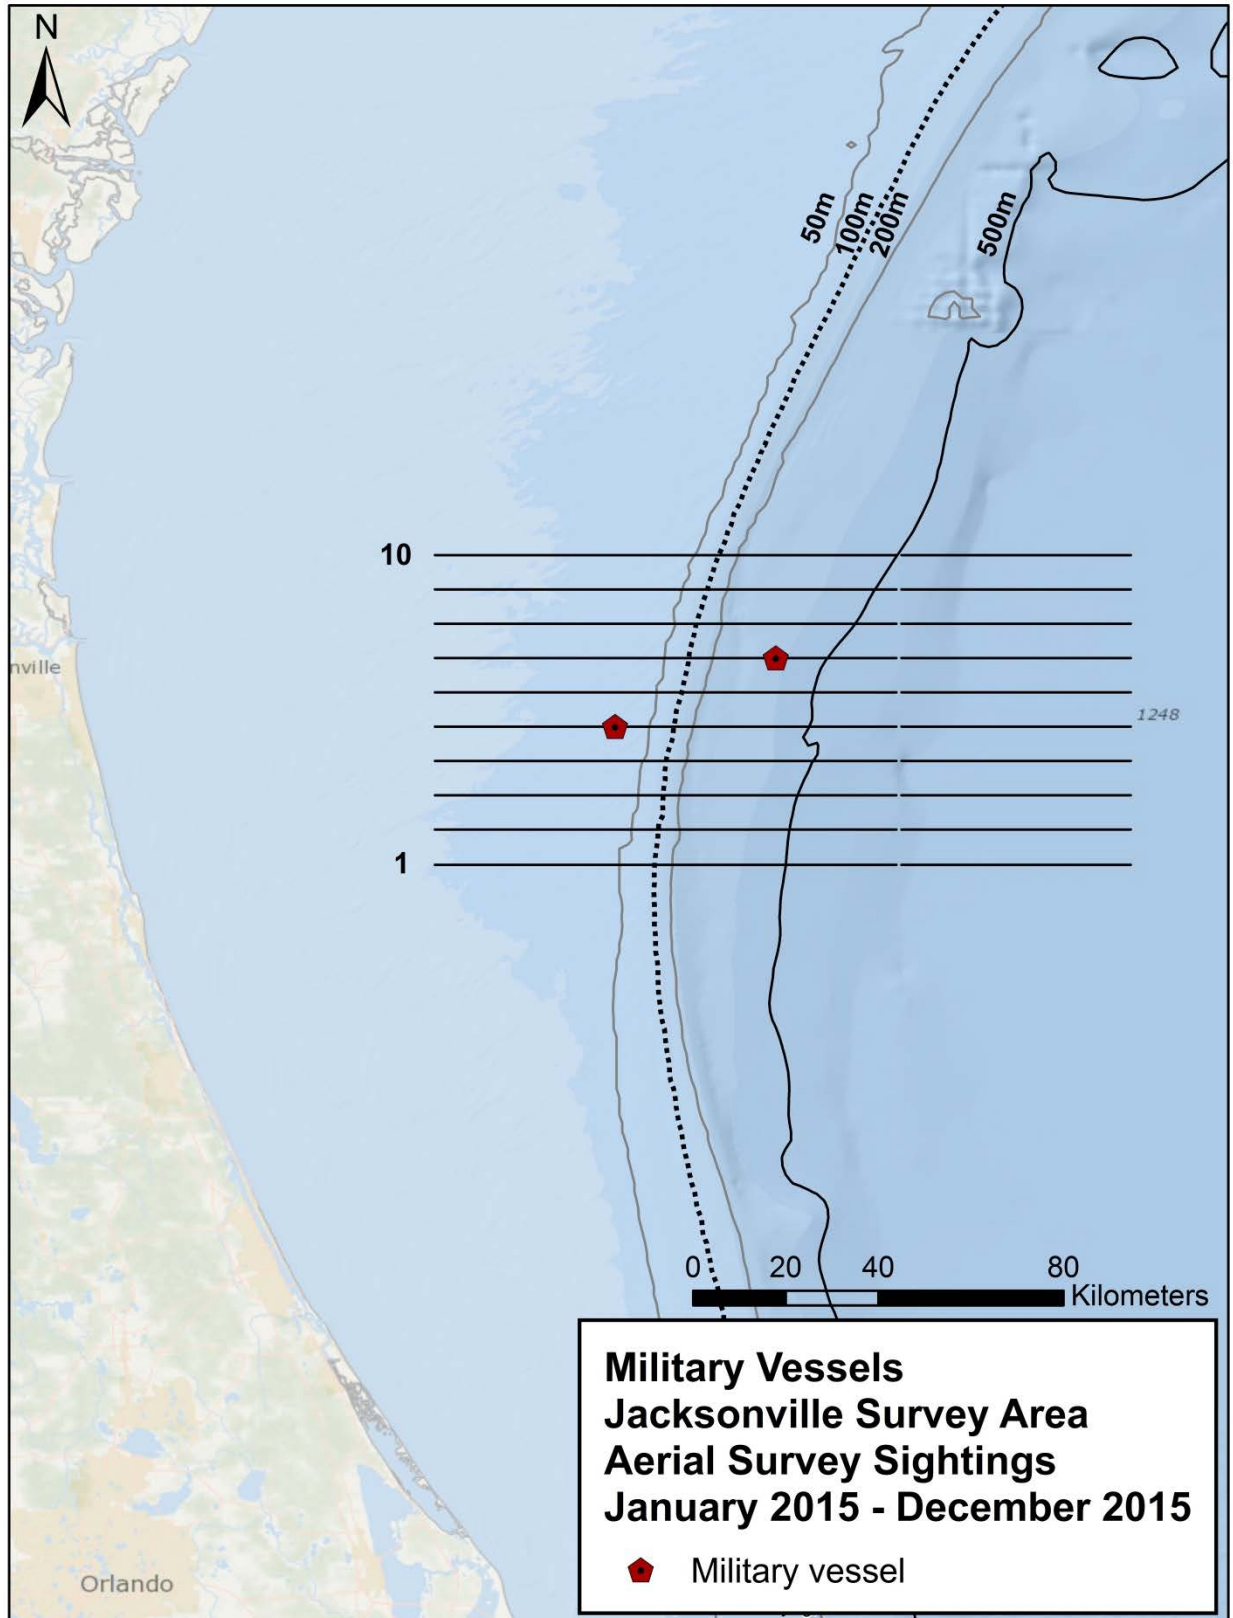 N
50m
100m
200m
500m
10
nville
1248
1
0 20 40 80
Kilometers
Military Vessels
Jacksonville Survey Area
Aerial Survey Sightings
January 2015 - December 2015
Military vessel
Orlando